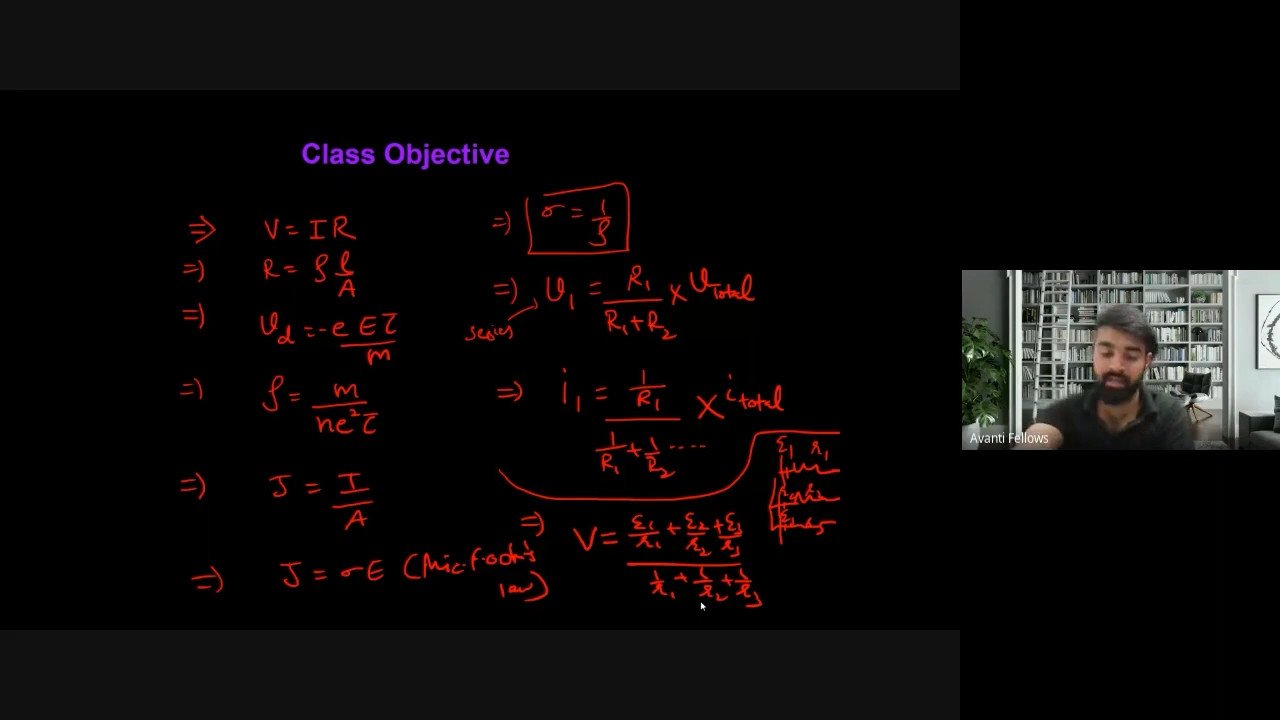 Class Objective
⇒ V = IR
⇒ R = ρ l/A
⇒ v_d = -eEτ/m
⇒ ρ = m/ne²τ
⇒ J = I/A
⇒ J = σE (Mic. f. ohm's law)
⇒ σ = 1/ρ
⇒ V₁ = R₁/(R₁+R₂) × V_Total
series
⇒ i₁ = (1/R₁)/(1/R₁ + 1/R₂ ....) × i_total
ε₁ r₁
⇒ V = (ε₁/r₁ + ε₂/r₂ + ε₃/r₃)/(1/r₁ + 1/r₂ + 1/r₃)
Avanti Fellows